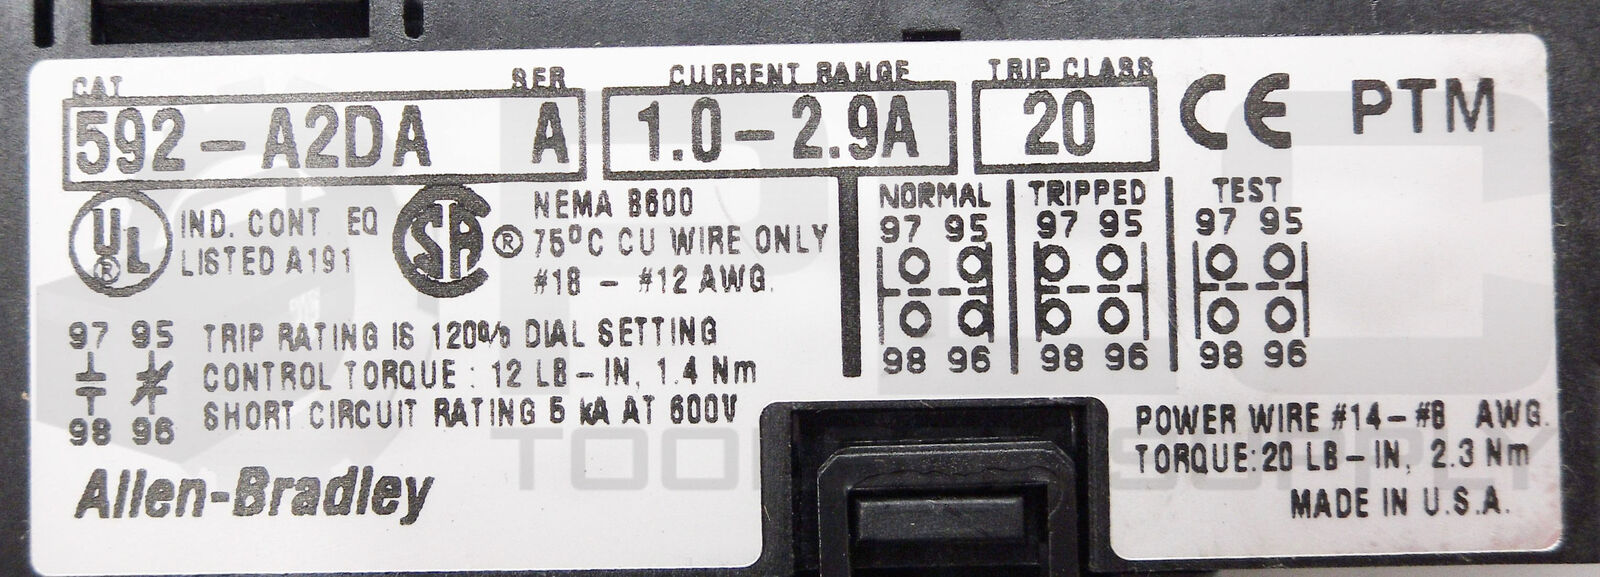 CAT SER CURRENT RANGE TRIP CLASS
592-A2DA A 1.0-2.9A 20 CE PTM
UL ® IND. CONT EQ
LISTED A191
SA ®
NEMA B600
75°C CU WIRE ONLY
#18 - #12 AWG.
NORMAL TRIPPED TEST
97 95 97 95 97 95
98 96 98 96 98 96
97 95
98 96
TRIP RATING IS 120% DIAL SETTING
CONTROL TORQUE: 12 LB-IN, 1.4 Nm
SHORT CIRCUIT RATING 5 kA AT 600V
Allen-Bradley
POWER WIRE #14-#8 AWG.
TORQUE: 20 LB-IN, 2.3 Nm
MADE IN U.S.A.